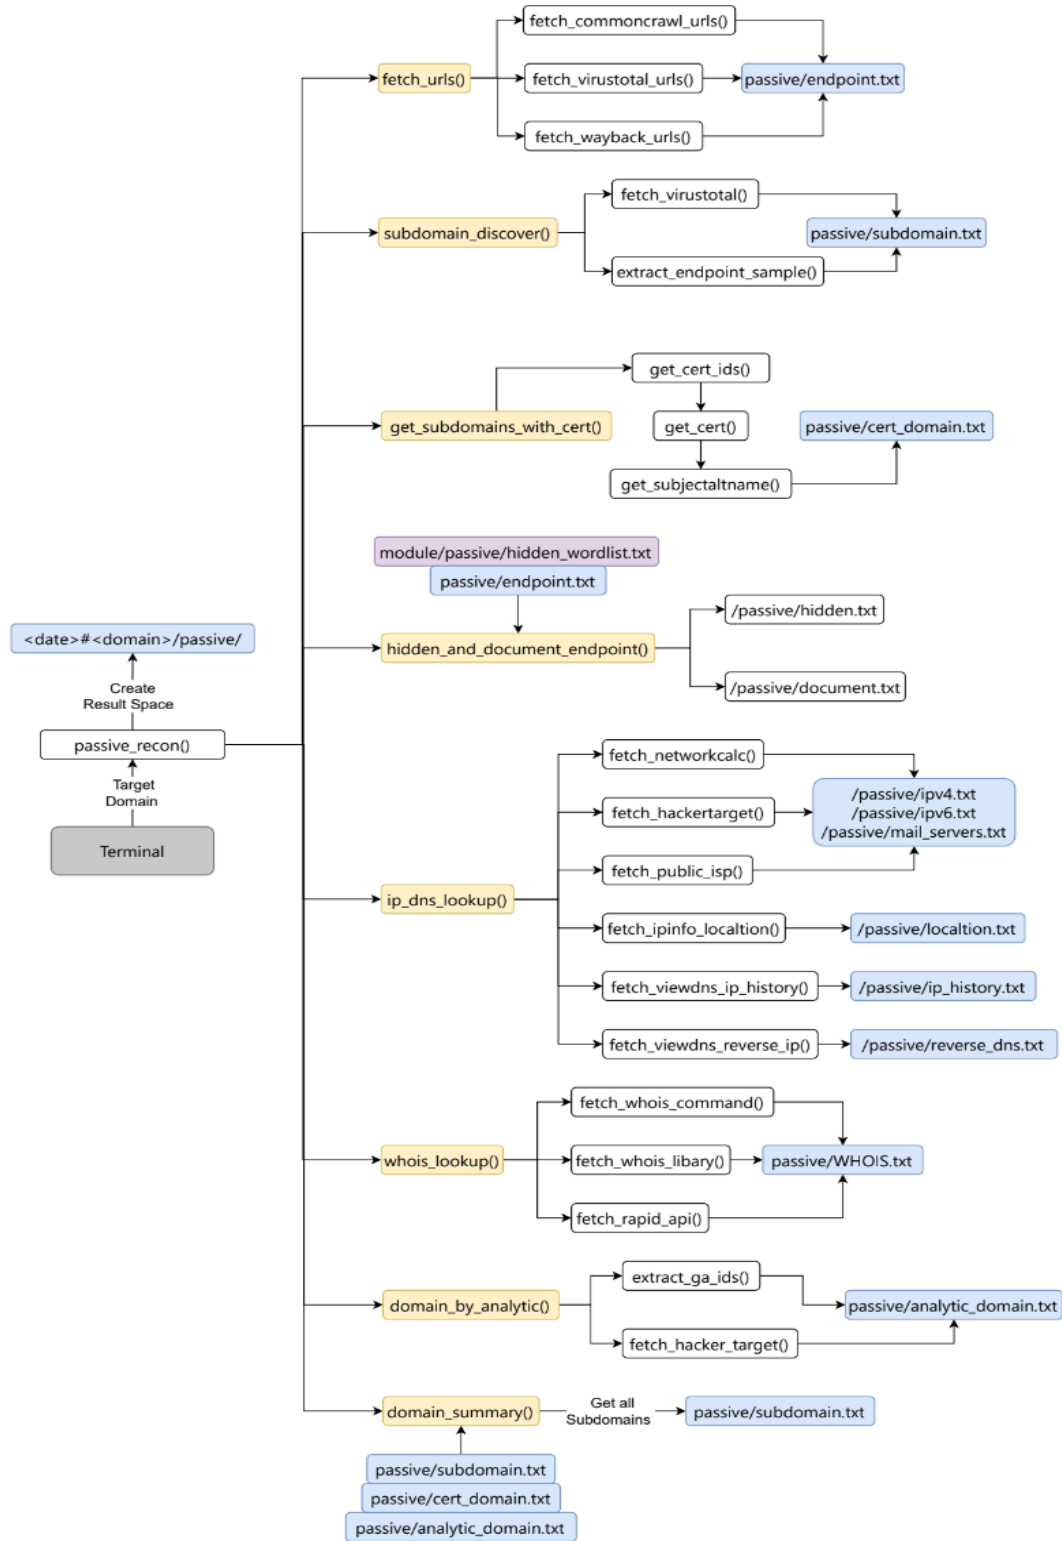 fetch_commoncrawl_urls()
fetch_urls()
fetch_virustotal_urls()
passive/endpoint.txt
fetch_wayback_urls()
fetch_virustotal()
subdomain_discover()
passive/subdomain.txt
extract_endpoint_sample()
get_cert_ids()
get_subdomains_with_cert()
get_cert()
passive/cert_domain.txt
get_subjectaltname()
module/passive/hidden_wordlist.txt
passive/endpoint.txt
/passive/hidden.txt
hidden_and_document_endpoint()
/passive/document.txt
<date>#<domain>/passive/
Create
Result Space
passive_recon()
Target
Domain
Terminal
fetch_networkcalc()
/passive/ipv4.txt
/passive/ipv6.txt
/passive/mail_servers.txt
fetch_hackertarget()
fetch_public_isp()
ip_dns_lookup()
fetch_ipinfo_localtion()
/passive/localtion.txt
fetch_viewdns_ip_history()
/passive/ip_history.txt
fetch_viewdns_reverse_ip()
/passive/reverse_dns.txt
fetch_whois_command()
whois_lookup()
fetch_whois_libary()
passive/WHOIS.txt
fetch_rapid_api()
extract_ga_ids()
domain_by_analytic()
passive/analytic_domain.txt
fetch_hacker_target()
domain_summary()
Get all
Subdomains
passive/subdomain.txt
passive/subdomain.txt
passive/cert_domain.txt
passive/analytic_domain.txt